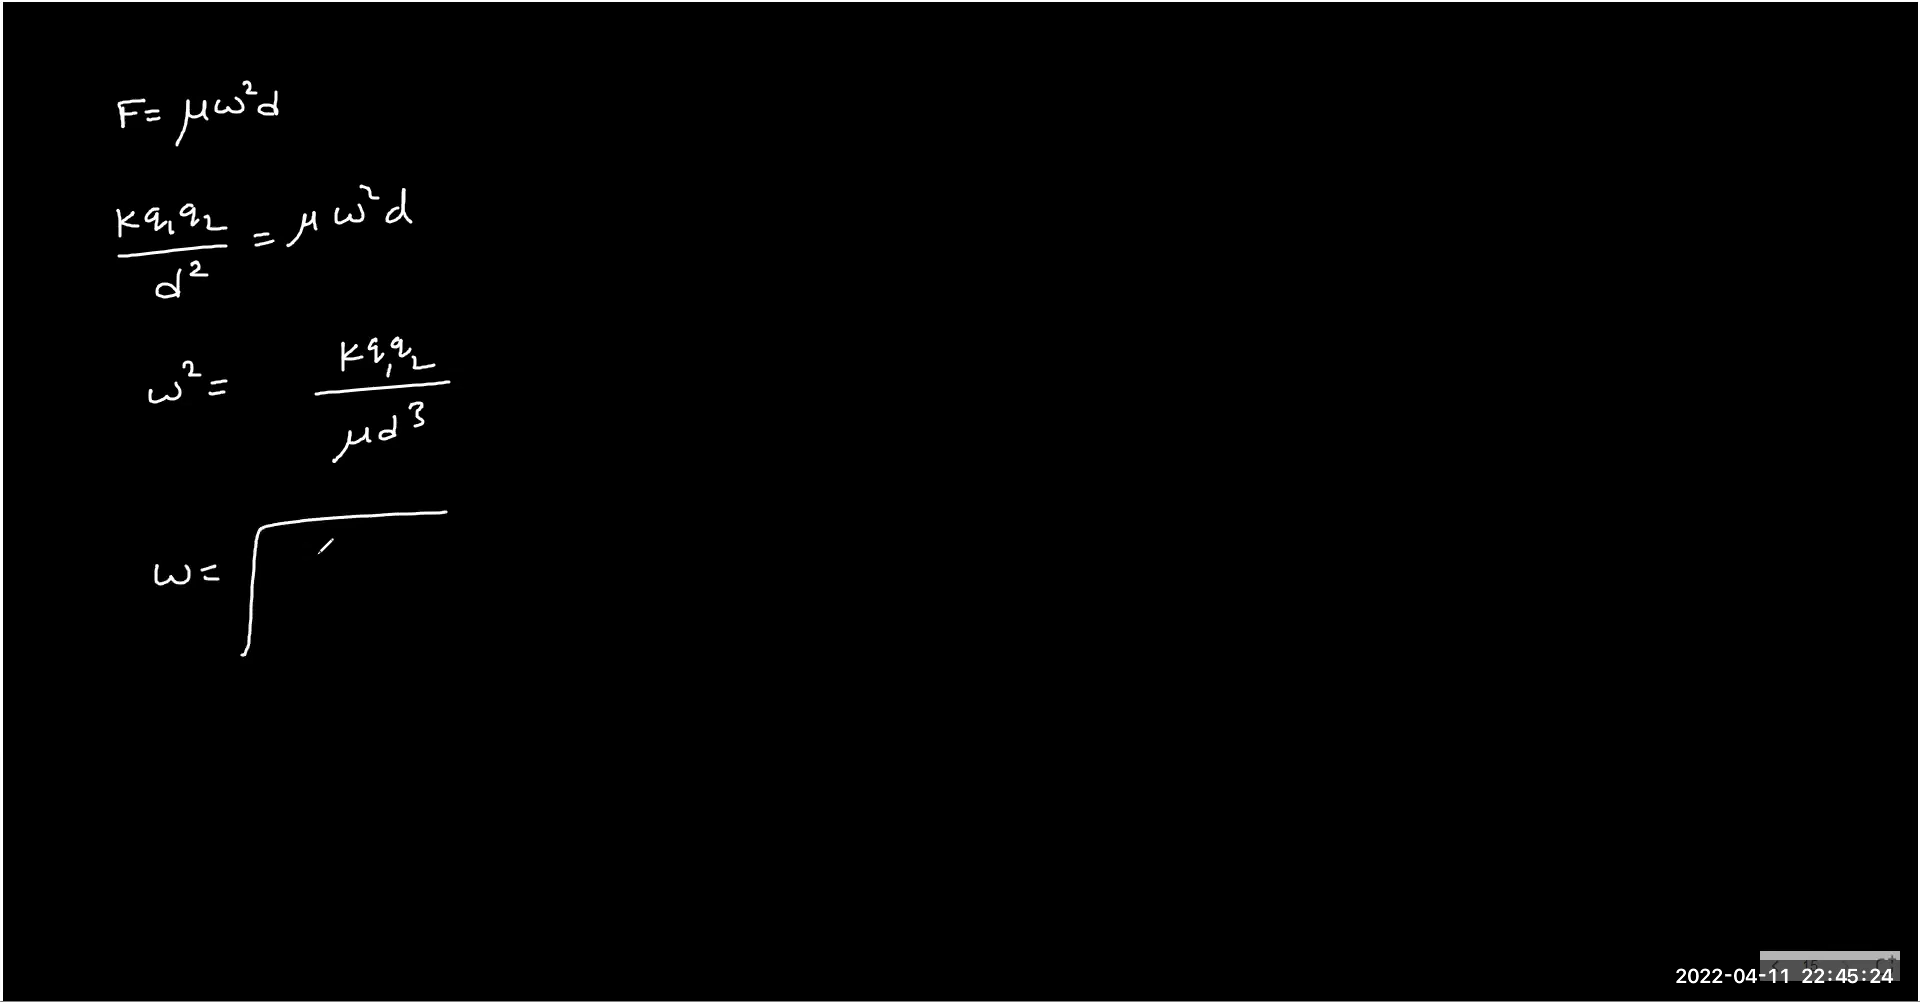 F= μω²d
Kq₁q₂/d² = μω²d
ω² = Kq₁q₂/μd³
ω = √
2022-04-11 22:45:24